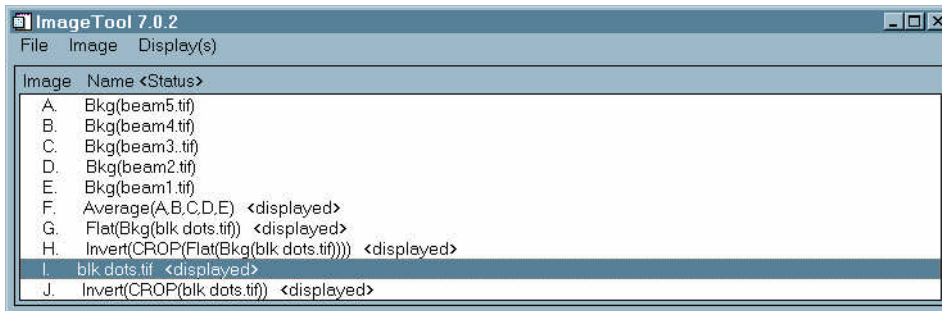 ImageTool 7.0.2
File Image Display(s)
Image Name <Status>
A. Bkg(beam5.tif)
B. Bkg(beam4.tif)
C. Bkg(beam3..tif)
D. Bkg(beam2.tif)
E. Bkg(beam1.tif)
F. Average(A,B,C,D,E) <displayed>
G. Flat(Bkg(blk dots.tif)) <displayed>
H. Invert(CROP(Flat(Bkg(blk dots.tif)))) <displayed>
I. blk dots.tif <displayed>
J. Invert(CROP(blk dots.tif)) <displayed>